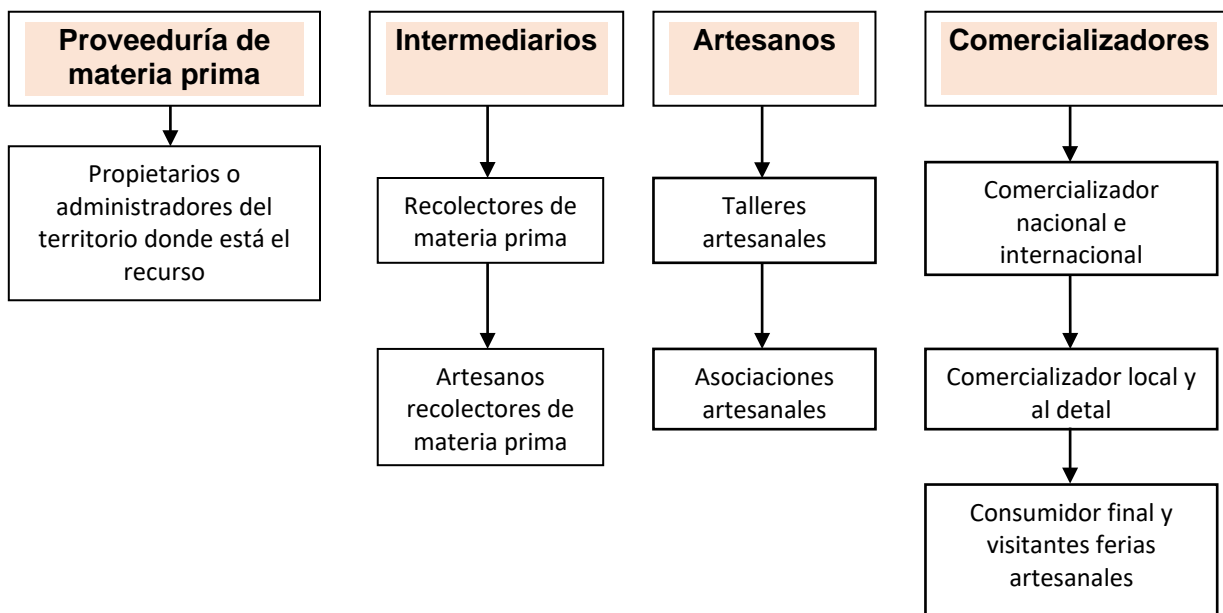 Proveeduría de
materia prima
Propietarios o
administradores del
territorio donde está el
recurso
Intermediarios
Recolectores de
materia prima
Artesanos
recolectores de
materia prima
Artesanos
Talleres
artesanales
Asociaciones
artesanales
Comercializadores
Comercializador
nacional e
internacional
Comercializador local y
al detal
Consumidor final y
visitantes ferias
artesanales